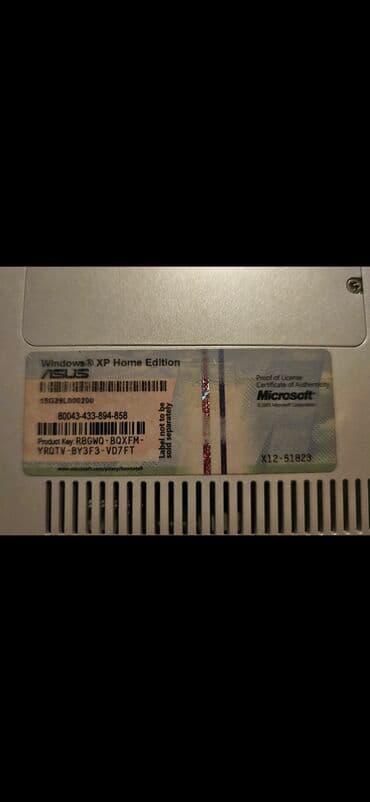 Windows® XP Home Edition
ASUS
80043-433-894-858
Product Key: RBGWQ-BQXFM-
YRQTV-BY3F3-VD7FT
Label not to be
sold separately
Proof of License
Certificate of Authenticity
Microsoft®
X12-51823